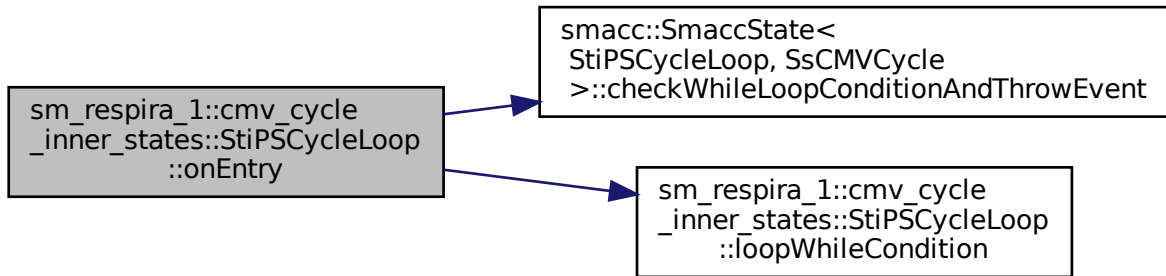 sm_respira_1::cmv_cycle
_inner_states::StiPSCycleLoop
::onEntry
smacc::SmaccState<
StiPSCycleLoop, SsCMVCycle
>::checkWhileLoopConditionAndThrowEvent
sm_respira_1::cmv_cycle
_inner_states::StiPSCycleLoop
::loopWhileCondition